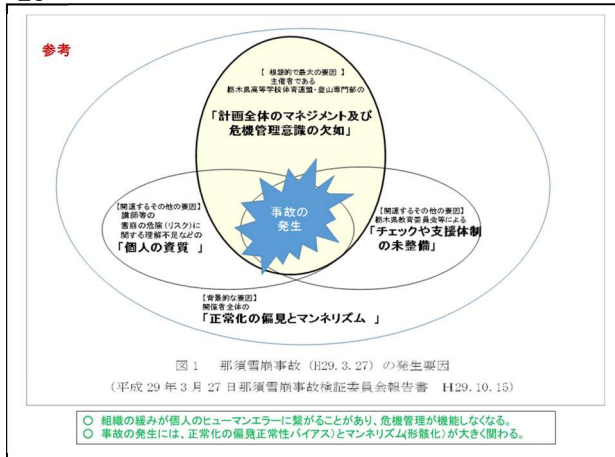 参考
【 根源的で最大の要因 】
主催者である
栃木県高等学校体育連盟・登山専門部の
「計画全体のマネジメント及び
危機管理意識の欠如」
事故の
発生
【関連するその他の要因】
講師等の
雪崩の危険（リスク）に
関する理解不足などの
「個人の資質 」
【関連するその他の要因】
栃木県教育委員会等による
「チェックや支援体制
の未整備」
【背景的な要因】
関係者全体の
「正常化の偏見とマンネリズム 」
図１ 那須雪崩事故（H29.3.27）の発生要因
（平成 29 年 3 月 27 日那須雪崩事故検証委員会報告書 H29.10.15）
○ 組織の緩みが個人のヒューマンエラーに繋がることがあり、危機管理が機能しなくなる。
○ 事故の発生には、正常化の偏見(正常性バイアス）とマンネリズム(形骸化）が大きく関わる。